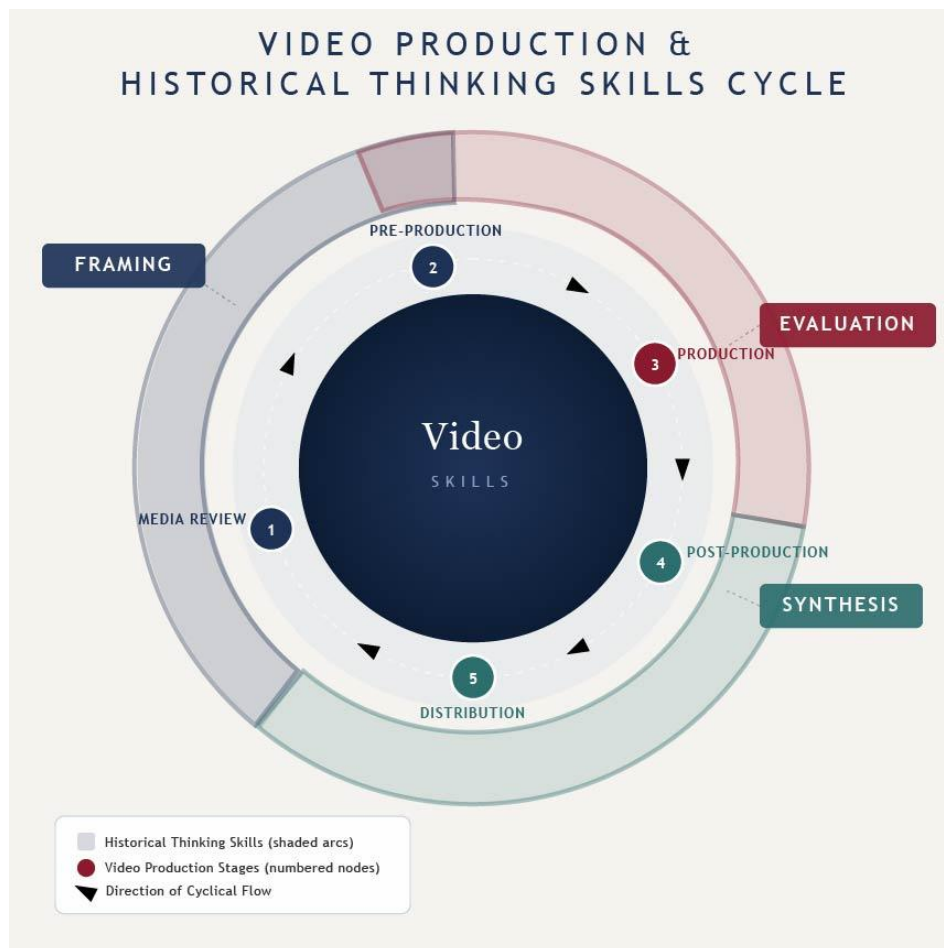 VIDEO PRODUCTION &
HISTORICAL THINKING SKILLS CYCLE
PRE-PRODUCTION
2
FRAMING
EVALUATION
3
PRODUCTION
Video
SKILLS
MEDIA REVIEW
1
4
POST-PRODUCTION
SYNTHESIS
5
DISTRIBUTION
Historical Thinking Skills (shaded arcs)
Video Production Stages (numbered nodes)
Direction of Cyclical Flow